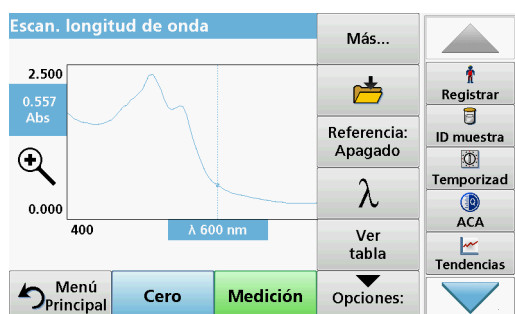 Escan. longitud de onda
2.500
0.557
Abs
0.000
400
λ 600 nm
Más...
Referencia:
Apagado
λ
Ver
tabla
Opciones:
Menú
Principal
Cero
Medición
Registrar
ID muestra
Temporizad
ACA
Tendencias